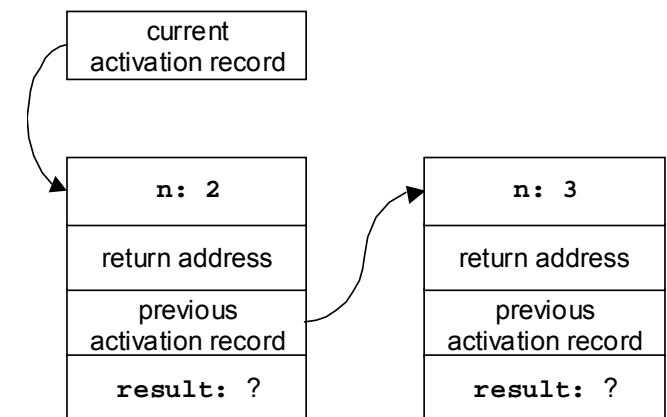 current
activation record
n: 2
return address
previous
activation record
result: ?
n: 3
return address
previous
activation record
result: ?